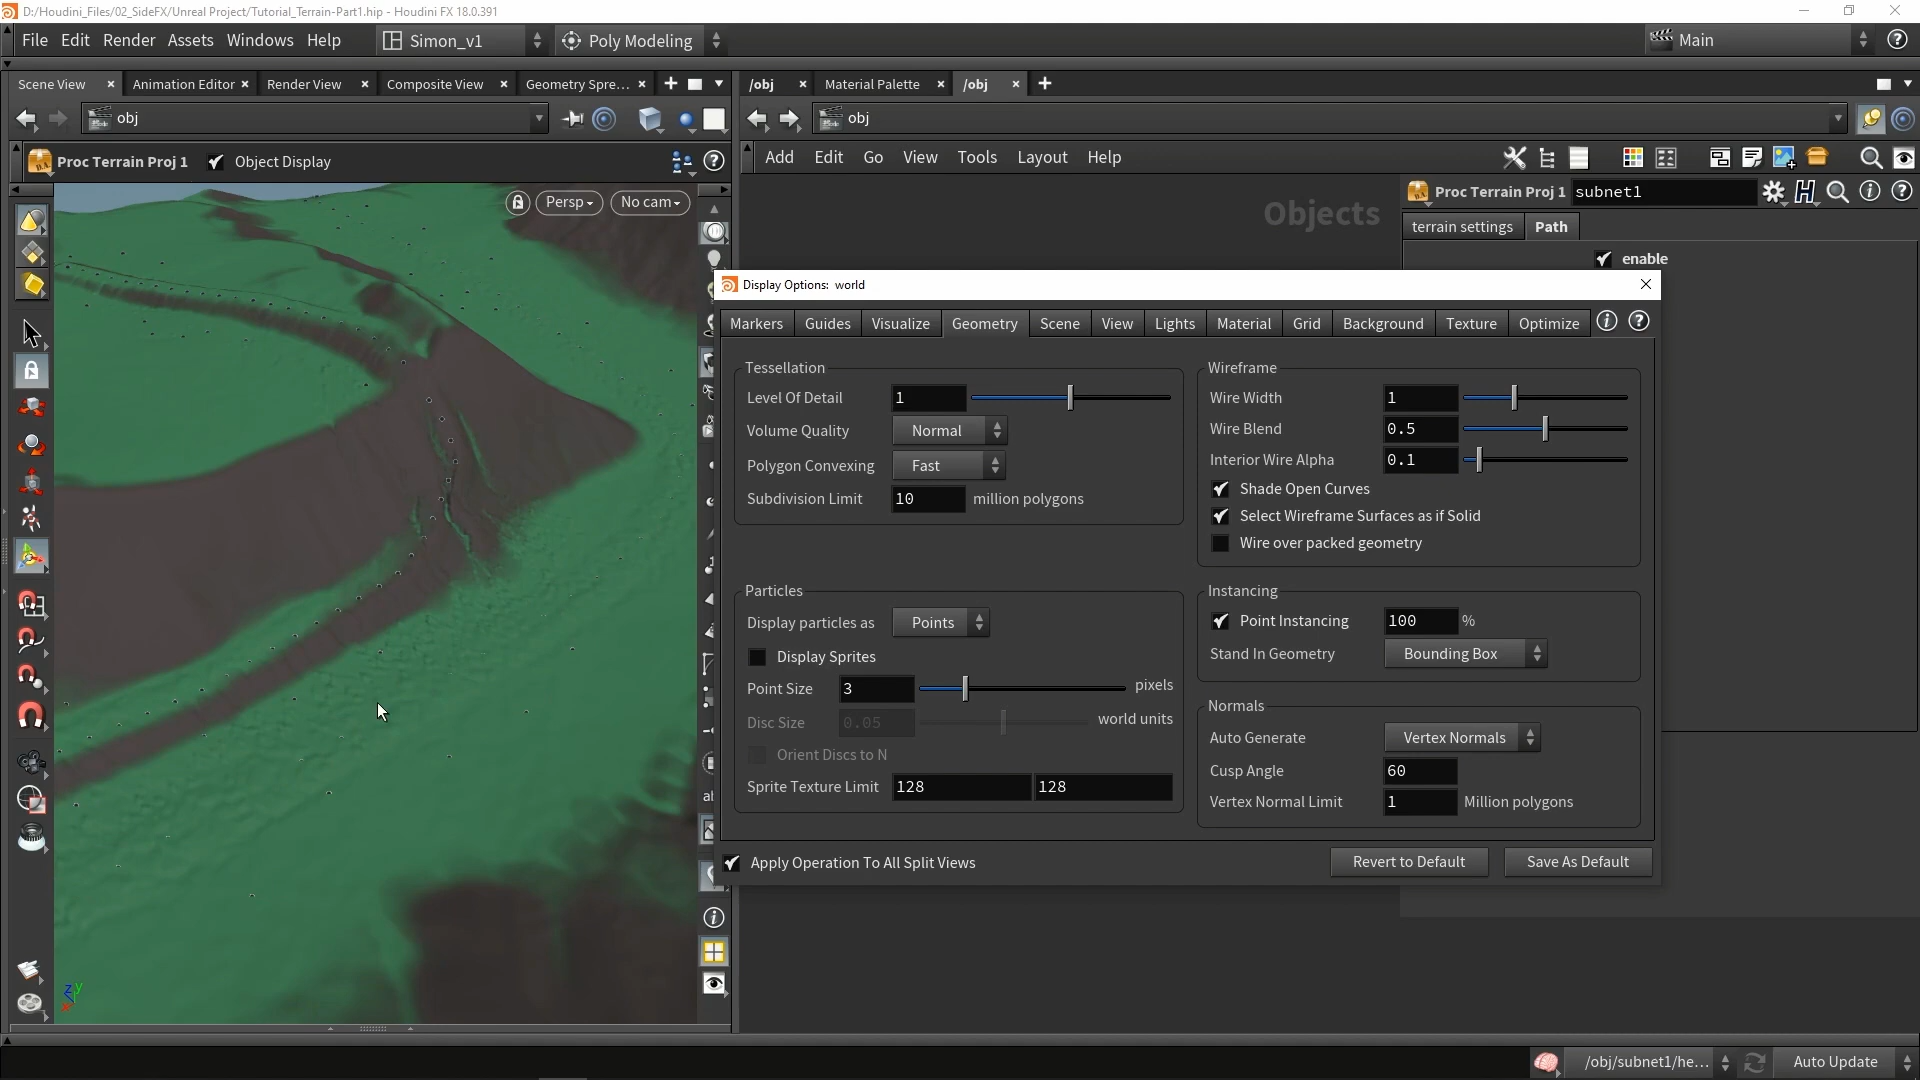 D:/Houdini_Files/02_SideFX/Unreal Project/Tutorial_Terrain-Part1.hip - Houdini FX 18.0.391
File Edit Render Assets Windows Help Simon_v1 Poly Modeling Main
Scene View Animation Editor Render View Composite View Geometry Spre... /obj Material Palette /obj
obj obj
Proc Terrain Proj 1 Object Display Add Edit Go View Tools Layout Help
Proc Terrain Proj 1 subnet1
Persp No cam Objects
terrain settings Path
enable
Display Options: world
Markers Guides Visualize Geometry Scene View Lights Material Grid Background Texture Optimize
Tessellation
Level Of Detail 1
Volume Quality Normal
Polygon Convexing Fast
Subdivision Limit 10 million polygons
Wireframe
Wire Width 1
Wire Blend 0.5
Interior Wire Alpha 0.1
Shade Open Curves
Select Wireframe Surfaces as if Solid
Wire over packed geometry
Particles
Display particles as Points
Display Sprites
Point Size 3 pixels
Disc Size 0.05 world units
Orient Discs to N
Sprite Texture Limit 128 128
Instancing
Point Instancing 100 %
Stand In Geometry Bounding Box
Normals
Auto Generate Vertex Normals
Cusp Angle 60
Vertex Normal Limit 1 Million polygons
Apply Operation To All Split Views Revert to Default Save As Default
z y
/obj/subnet1/he... Auto Update